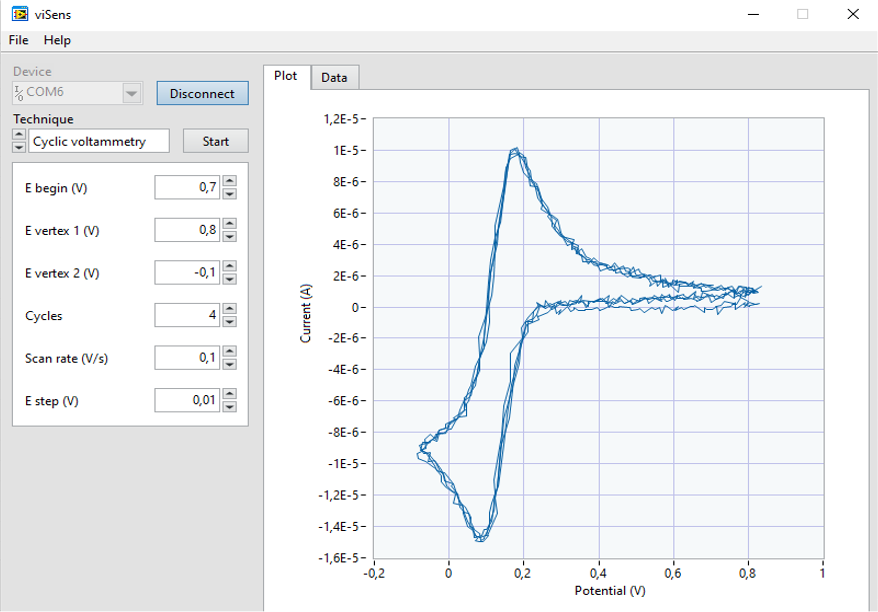 viSens
File Help
Device
COM6
Disconnect
Technique
Cyclic voltammetry
Start
E begin (V) 0,7
E vertex 1 (V) 0,8
E vertex 2 (V) -0,1
Cycles 4
Scan rate (V/s) 0,1
E step (V) 0,01
Plot Data
1,2E-5
1E-5
8E-6
6E-6
4E-6
2E-6
0
-2E-6
-4E-6
-6E-6
-8E-6
-1E-5
-1,2E-5
-1,4E-5
-1,6E-5
Current (A)
-0,2 0 0,2 0,4 0,6 0,8 1
Potential (V)